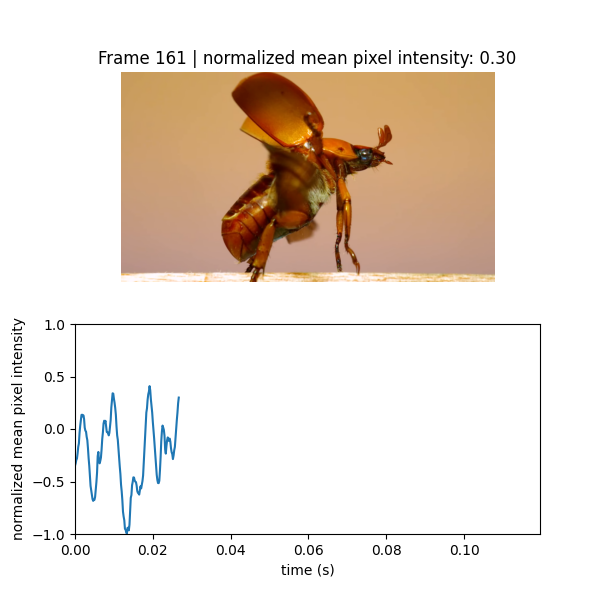 Frame 161 | normalized mean pixel intensity: 0.30
normalized mean pixel intensity
1.0
0.5
0.0
−0.5
−1.0
0.00 0.02 0.04 0.06 0.08 0.10
time (s)